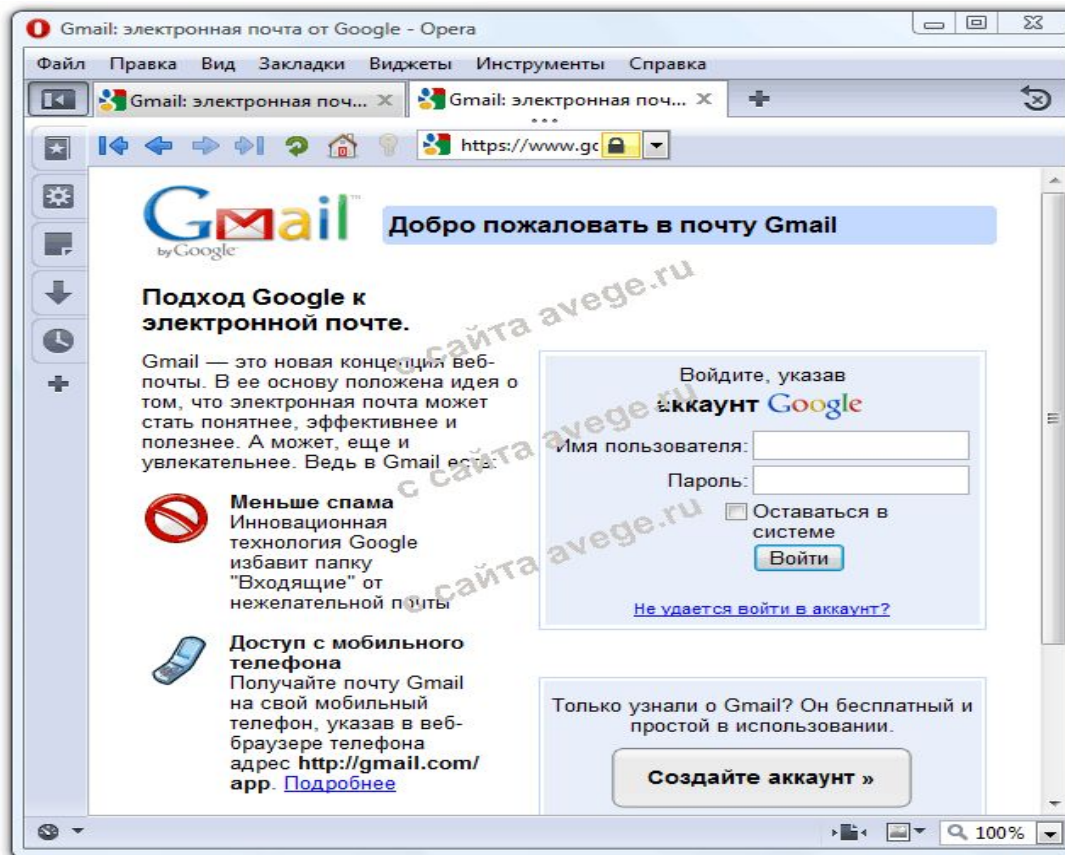 Gmail: электронная почта от Google - Opera
Файл Правка Вид Закладки Виджеты Инструменты Справка
Gmail: электронная поч... Gmail: электронная поч...
https://www.gc
Gmail™
by Google
Добро пожаловать в почту Gmail
Подход Google к
электронной почте.
Gmail — это новая концепция веб-
почты. В ее основу положена идея о
том, что электронная почта может
стать понятнее, эффективнее и
полезнее. А может, еще и
увлекательнее. Ведь в Gmail есть:
Меньше спама
Инновационная
технология Google
избавит папку
"Входящие" от
нежелательной почты
Доступ с мобильного
телефона
Получайте почту Gmail
на свой мобильный
телефон, указав в веб-
браузере телефона
адрес http://gmail.com/
app. Подробнее
Войдите, указав
аккаунт Google
Имя пользователя:
Пароль:
Оставаться в
системе
Войти
Не удается войти в аккаунт?
Только узнали о Gmail? Он бесплатный и
простой в использовании.
Создайте аккаунт »
с сайта avege.ru
с сайта avege.ru
с сайта avege.ru
100%